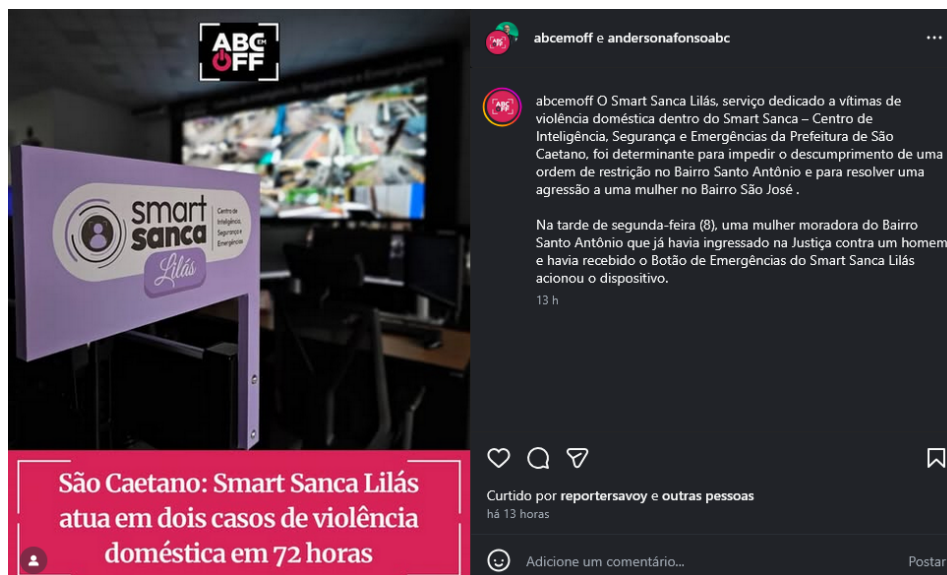 ABC EM
OFF
smart
sanca
Centro de
Inteligência,
Segurança e
Emergências
Lilás
São Caetano: Smart Sanca Lilás
atua em dois casos de violência
doméstica em 72 horas
abcemoff e andersonafonsoabc
abcemoff O Smart Sanca Lilás, serviço dedicado a vítimas de
violência doméstica dentro do Smart Sanca – Centro de
Inteligência, Segurança e Emergências da Prefeitura de São
Caetano, foi determinante para impedir o descumprimento de uma
ordem de restrição no Bairro Santo Antônio e para resolver uma
agressão a uma mulher no Bairro São José .
Na tarde de segunda-feira (8), uma mulher moradora do Bairro
Santo Antônio que já havia ingressado na Justiça contra um homem
e havia recebido o Botão de Emergências do Smart Sanca Lilás
acionou o dispositivo.
13 h
Curtido por reportersavoy e outras pessoas
há 13 horas
Adicione um comentário...
Postar